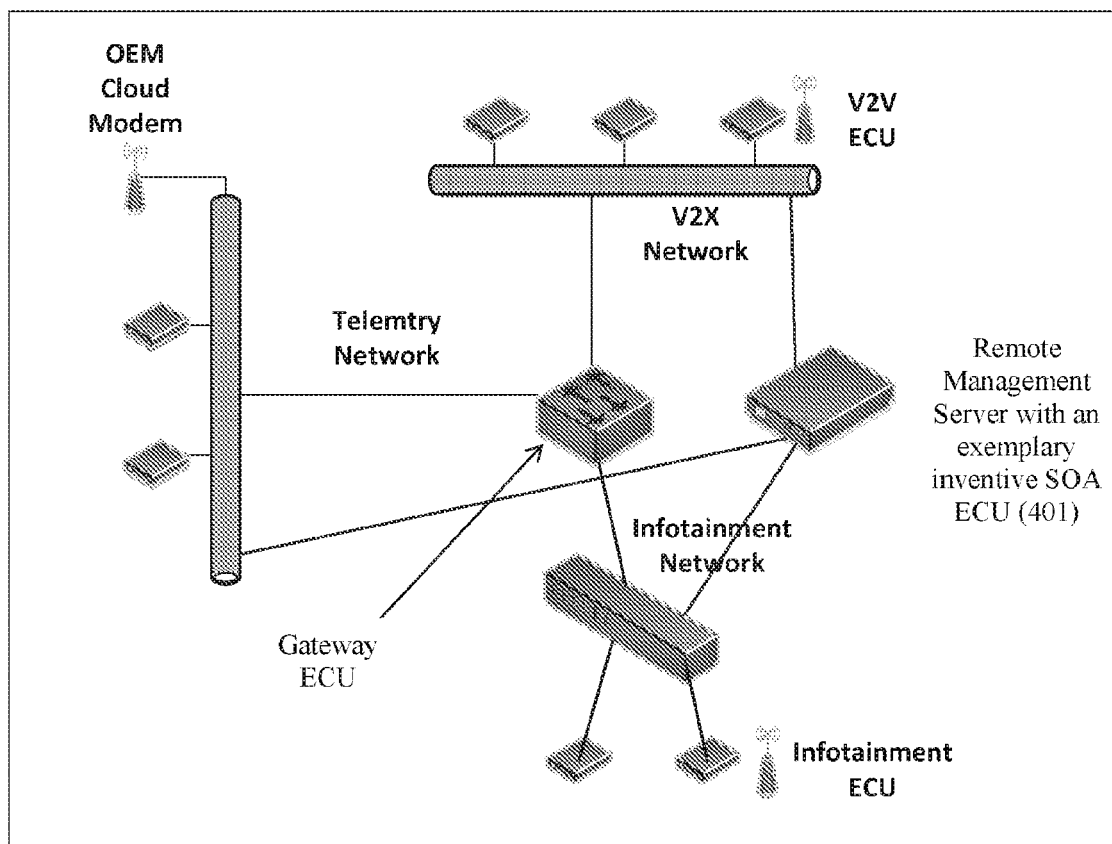 OEM
Cloud
Modem
V2V
ECU
V2X
Network
Telemtry
Network
Remote
Management
Server with an
exemplary
inventive SOA
ECU (401)
Infotainment
Network
Gateway
ECU
Infotainment
ECU